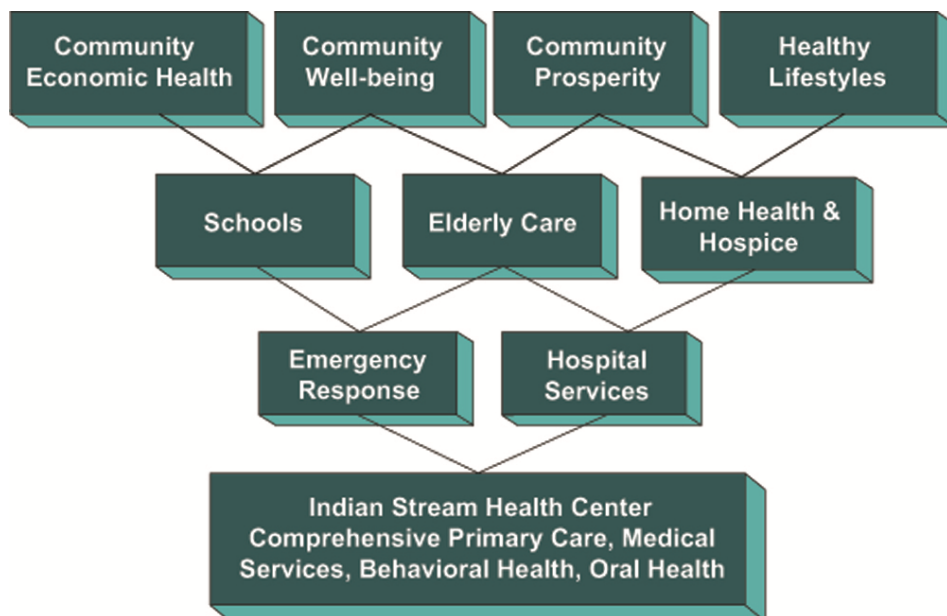 Community
Economic Health
Community
Well-being
Community
Prosperity
Healthy
Lifestyles
Schools
Elderly Care
Home Health &
Hospice
Emergency
Response
Hospital
Services
Indian Stream Health Center
Comprehensive Primary Care, Medical
Services, Behavioral Health, Oral Health